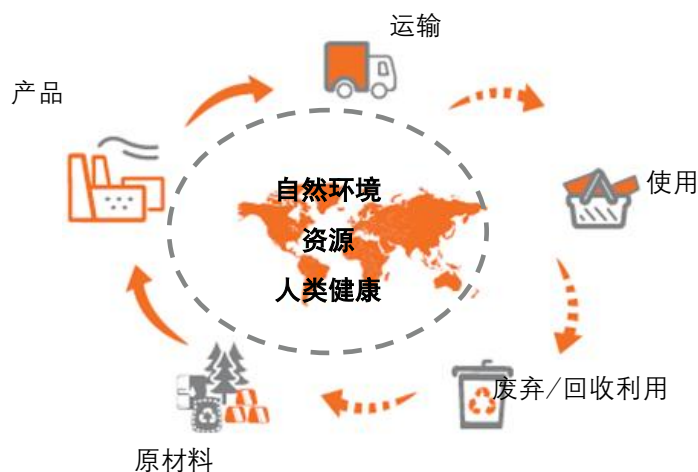 运输
产品
自然环境
使用
资源
人类健康
废弃/回收利用
原材料